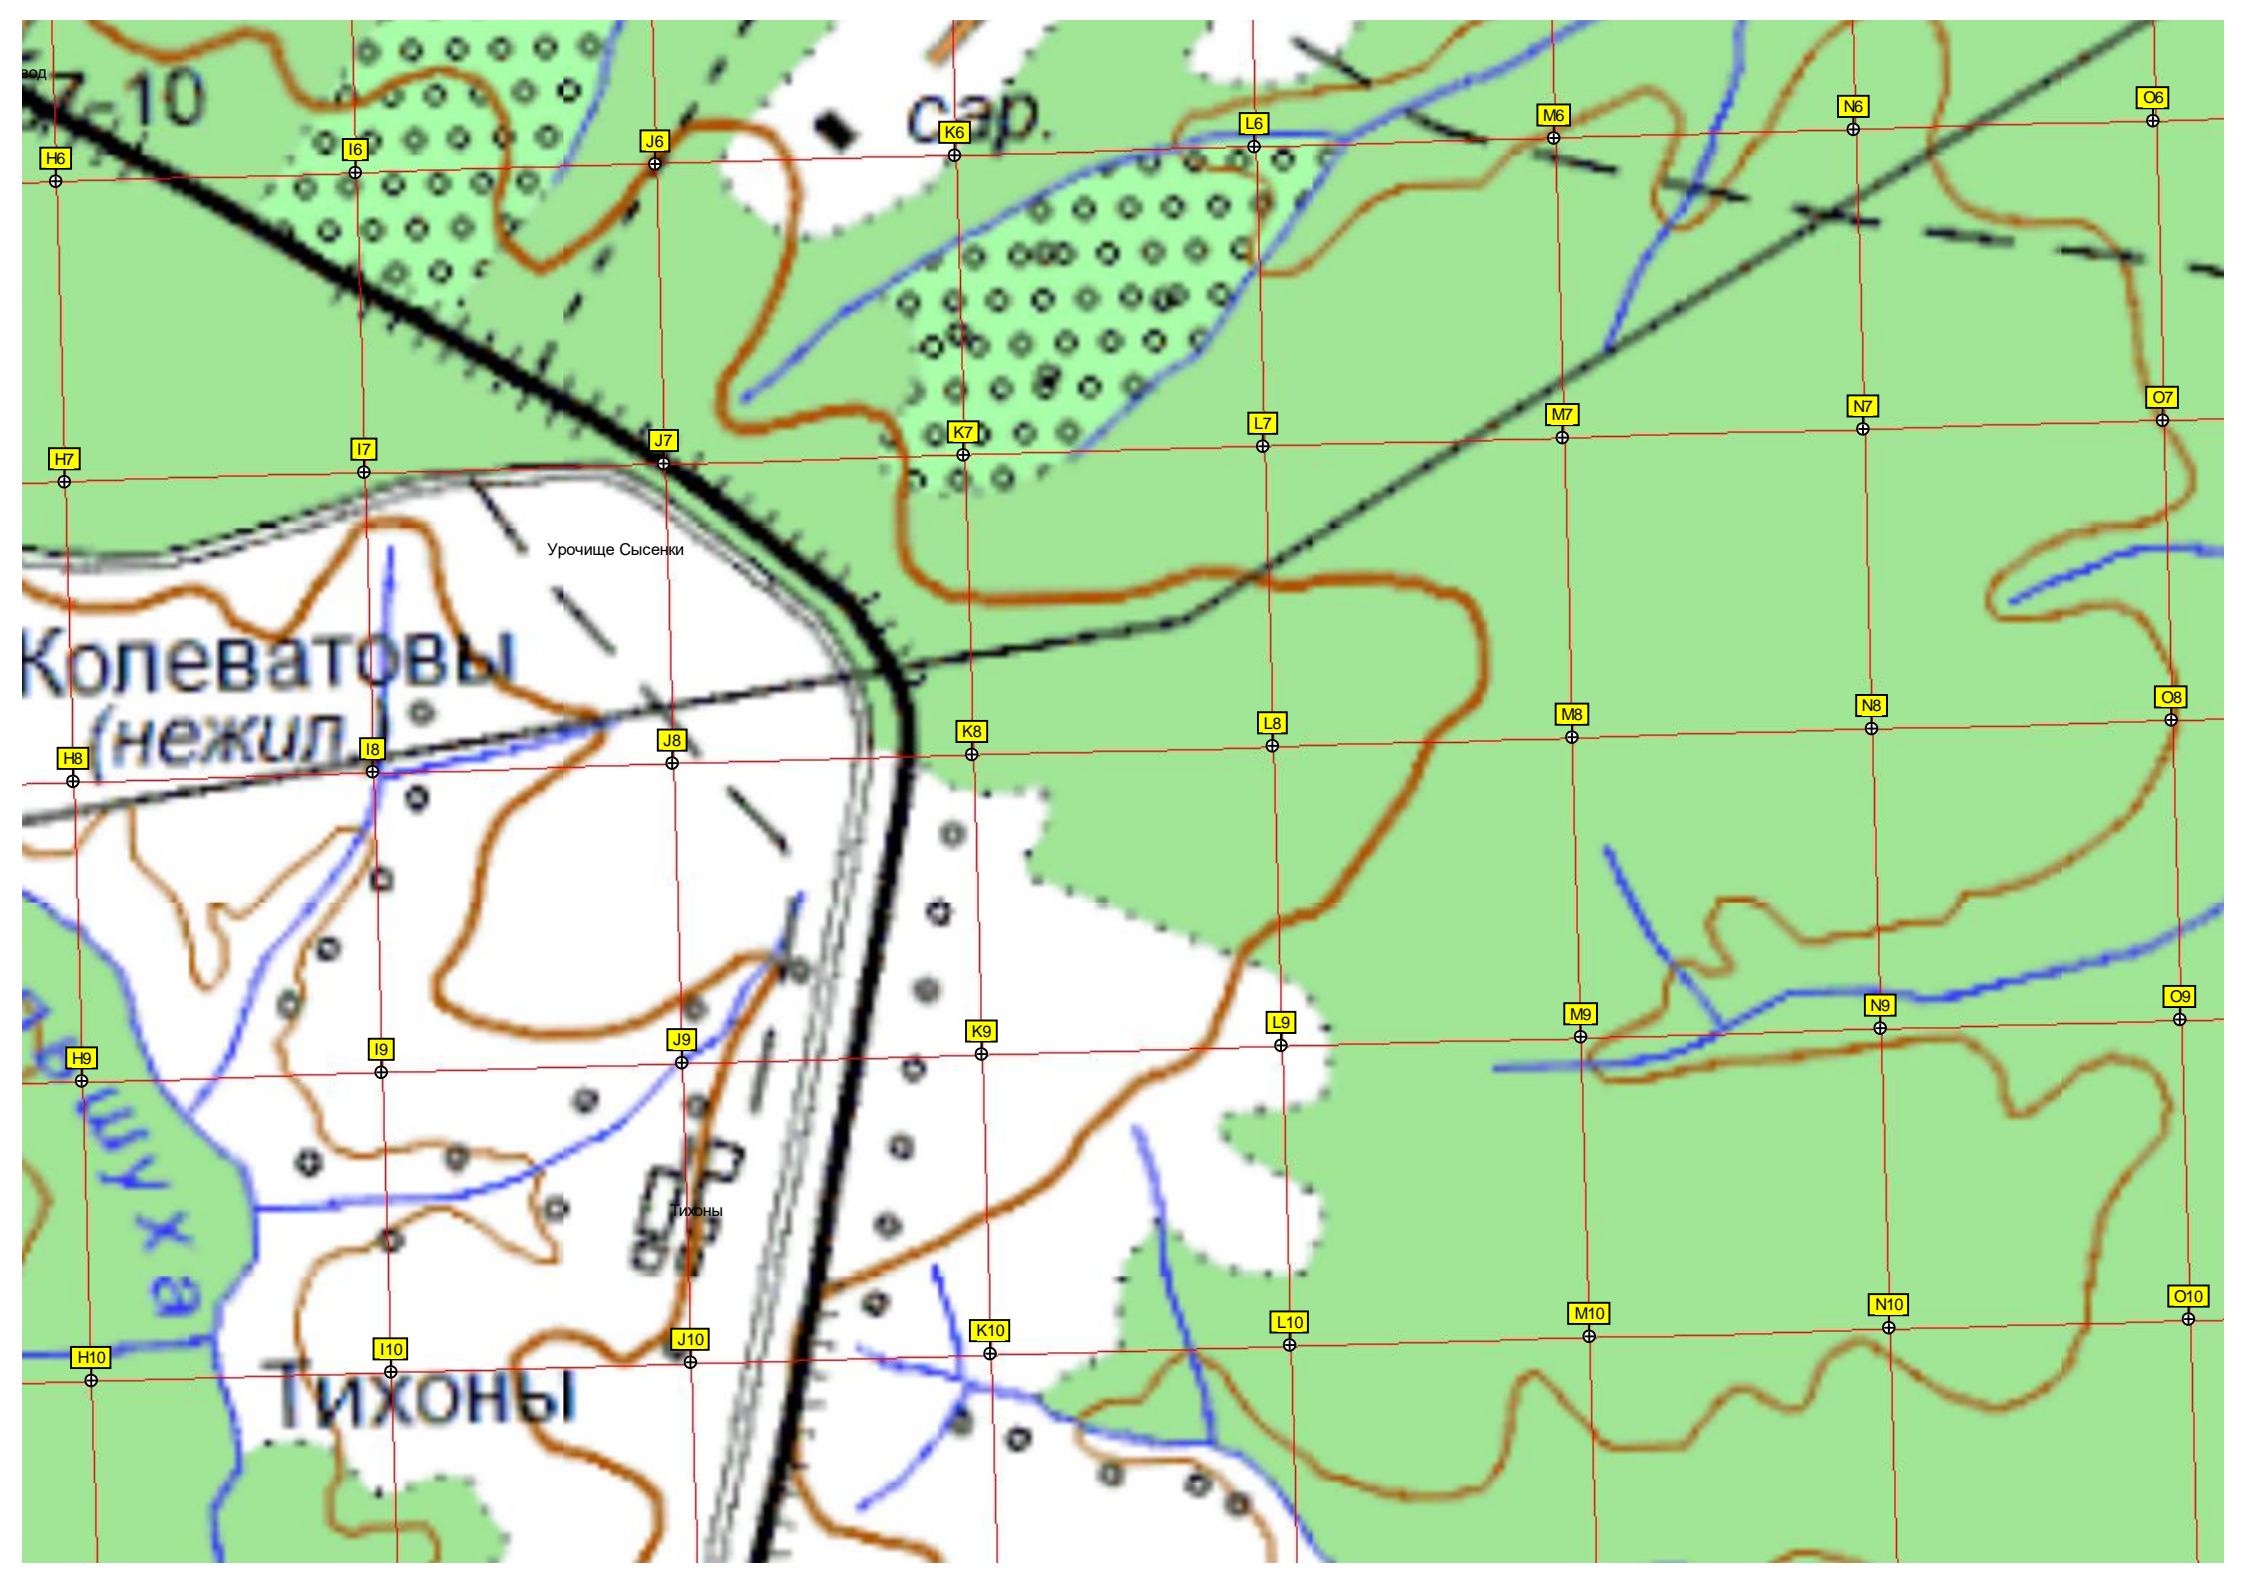 вод
7-10
сар.
O6
N6
M6
L6
K6
J6
I6
H6
O7
N7
M7
L7
K7
J7
I7
H7
Урочище Сысенки
Колеватовы
(нежил.)
O8
N8
M8
L8
K8
J8
I8
H8
O9
N9
M9
L9
K9
J9
I9
H9
шуха
Тихоны
O10
N10
M10
L10
K10
J10
I10
H10
Тихоны